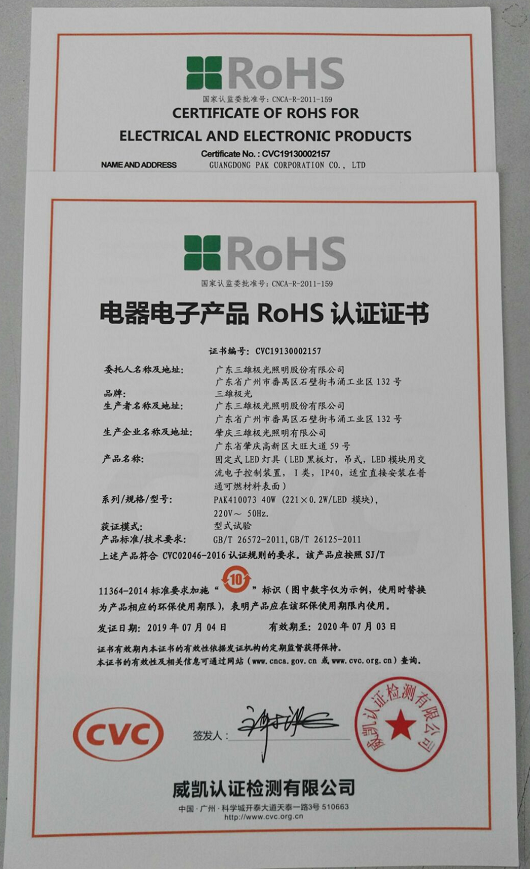 RoHS
国家认监委批准号：CNCA-R-2011-159
CERTIFICATE OF ROHS FOR
ELECTRICAL AND ELECTRONIC PRODUCTS
Certificate No. : CVC19130002157
NAME AND ADDRESS GUANGDONG PAK CORPORATION CO., LTD
RoHS
国家认监委批准号：CNCA-R-2011-159
电器电子产品 RoHS 认证证书
证书编号：CVC19130002157
委托人名称及地址： 广东三雄极光照明股份有限公司
广东省广州市番禺区石壁街韦涌工业区 132 号
品牌： 三雄极光
生产者名称及地址： 广东三雄极光照明股份有限公司
广东省广州市番禺区石壁街韦涌工业区 132 号
生产企业名称及地址： 肇庆三雄极光照明有限公司
广东省肇庆高新区大旺大道 59 号
产品名称： 固定式 LED 灯具（LED 黑板灯，吊式，LED 模块用交
流电子控制装置，I 类，IP40，适宜直接安装在普
通可燃材料表面）
系列/规格/型号： PAK410073 40W (221×0.2W/LED 模块)，
220V～ 50Hz.
获证模式： 型式试验
产品标准/技术要求： GB/T 26572-2011,GB/T 26125-2011
上述产品符合 CVC02046-2016 认证规则的要求。该产品应按照 SJ/T
11364-2014 标准要求加施“ 10 ”标识（图中数字仅为示例，使用时替换
为产品相应的环保使用期限），表明产品应在该环保使用期限内使用。
发证日期：2019 年 07 月 04 日 有效期至：2020 年 07 月 03 日
证书有效期内本证书的有效性依据发证机构的定期监督获得保持。
本证书的有效性及相关信息可通过网站（www.cnca.gov.cn 或 www.cvc.org.cn）查询。
CVC
签发人：
威凯认证检测有限公司
威凯认证检测有限公司
中国·广州·科学城开泰大道天泰一路3号 510663
http://www.cvc.org.cn